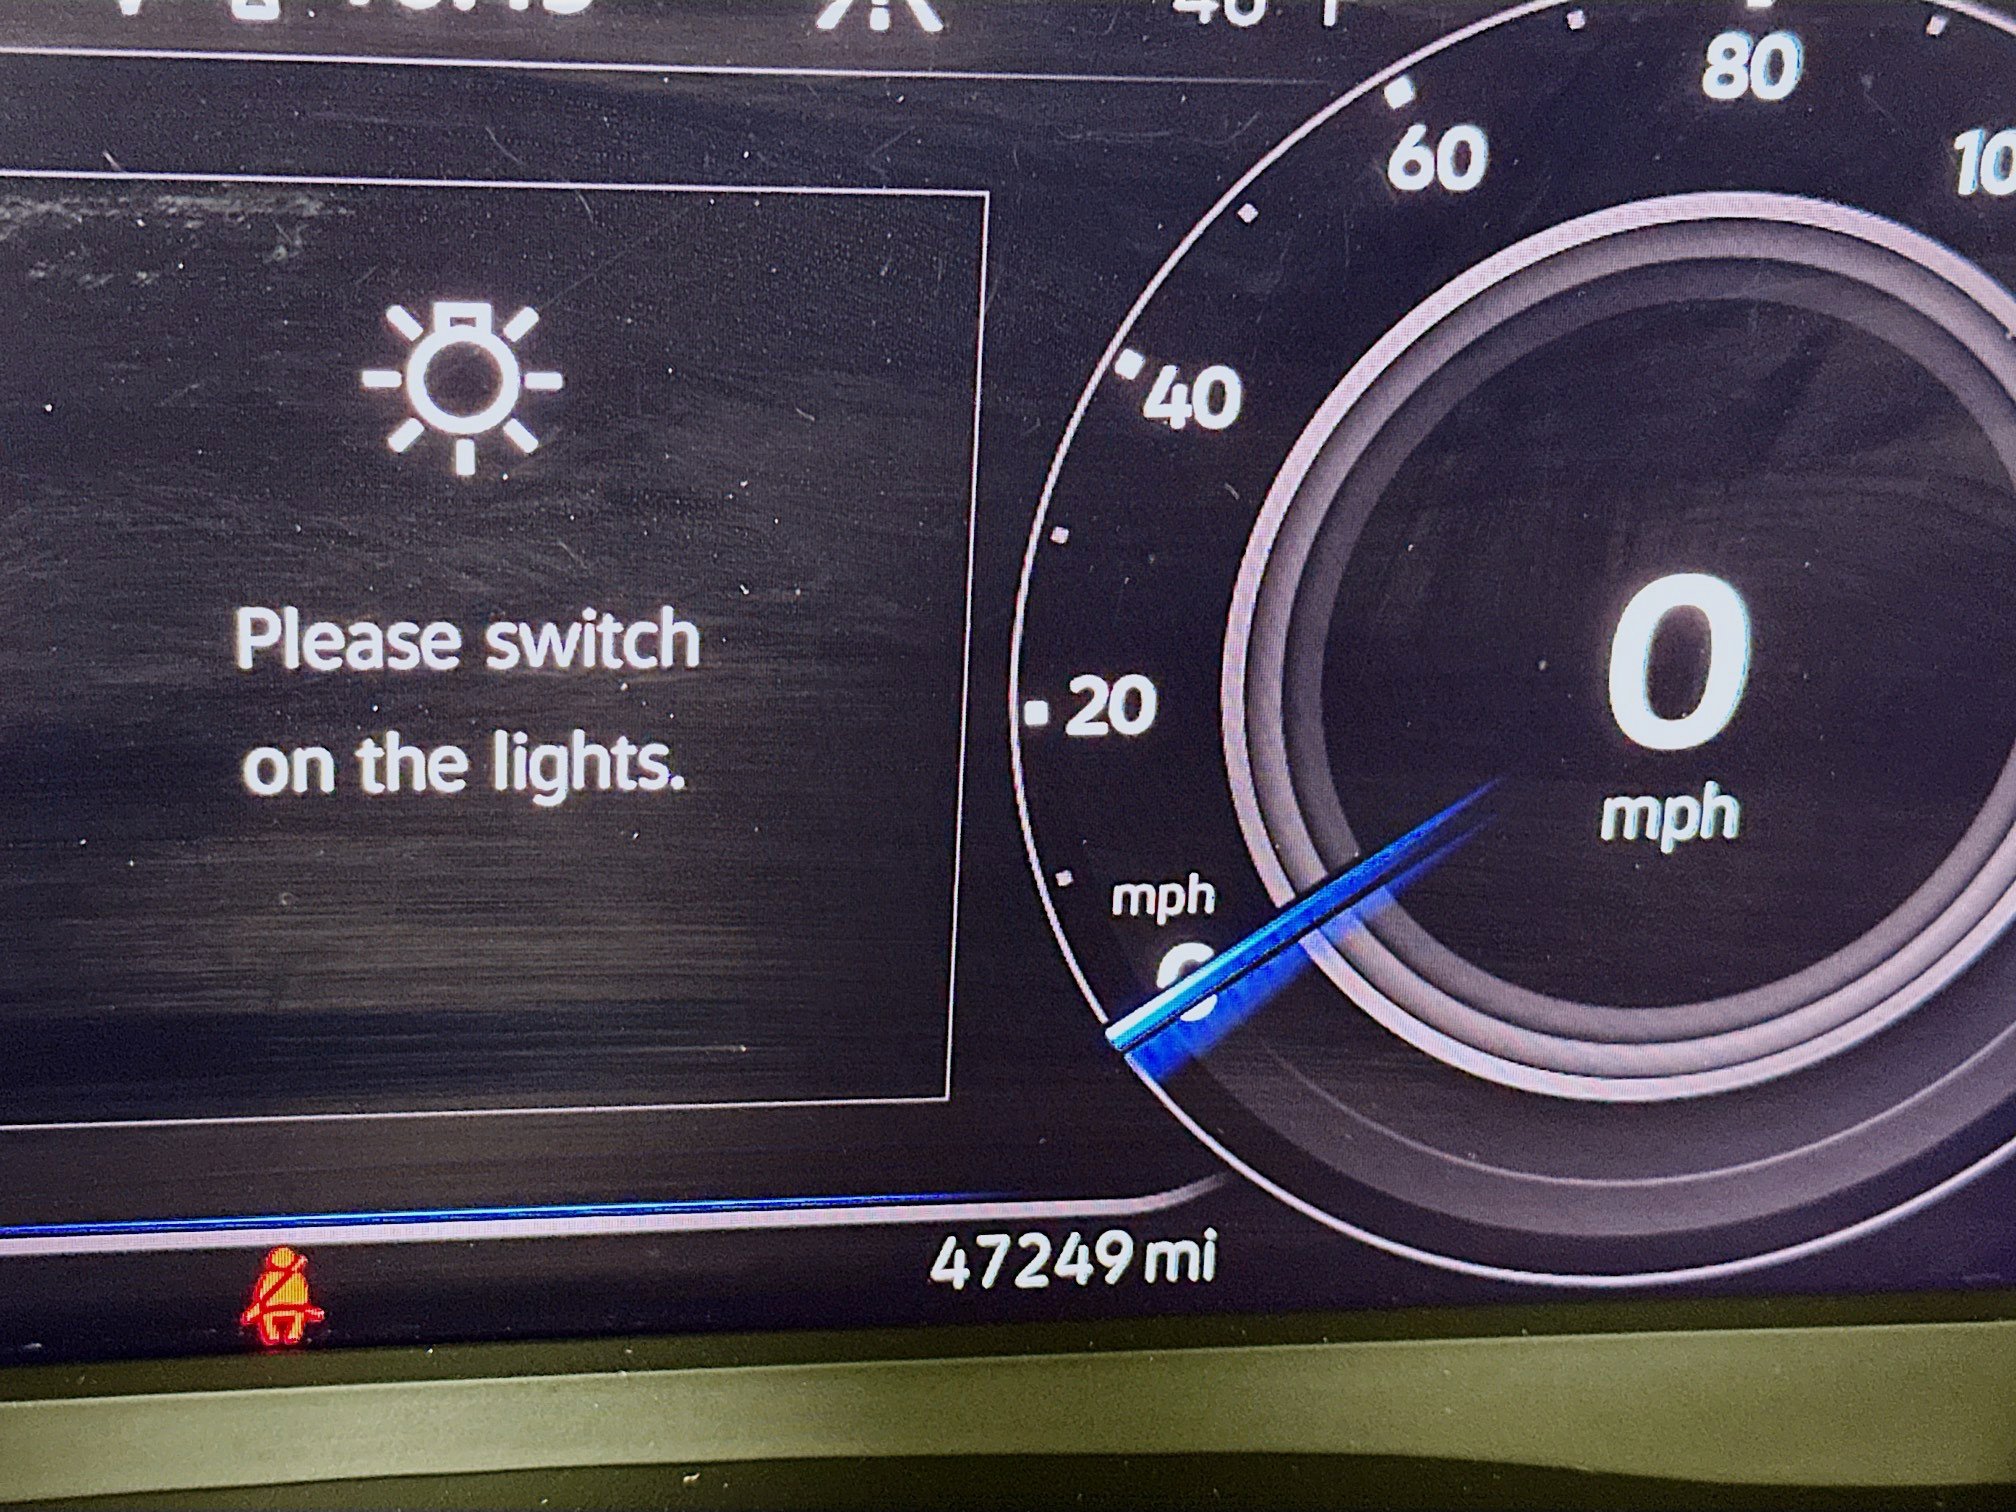 80
60
40
20
mph
0
mph
Please switch
on the lights.
47249 mi